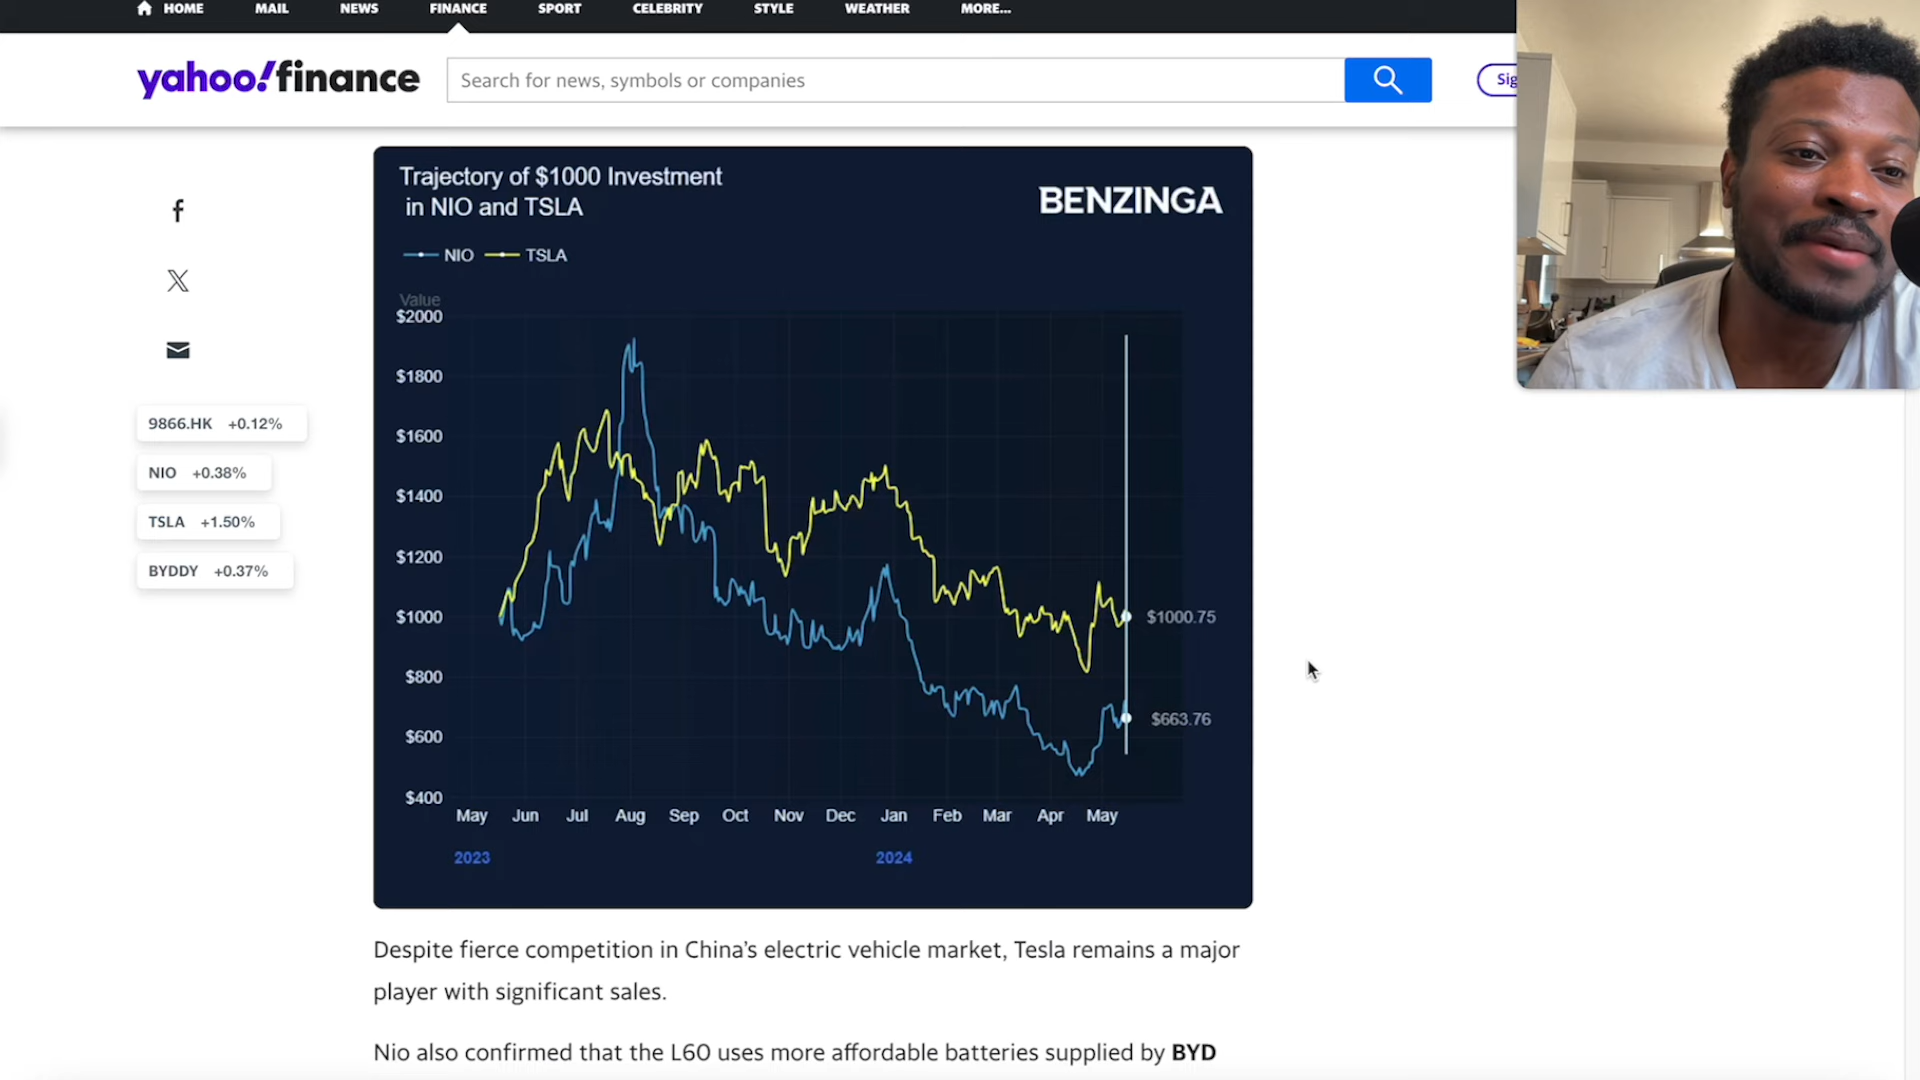 HOME MAIL NEWS FINANCE SPORT CELEBRITY STYLE WEATHER MORE...
yahoo!finance
Search for news, symbols or companies
Sig
Trajectory of $1000 Investment
in NIO and TSLA
BENZINGA
NIO TSLA
Value
$2000
$1800
$1600
$1400
$1200
$1000
$800
$600
$400
$1000.75
$663.76
May Jun Jul Aug Sep Oct Nov Dec Jan Feb Mar Apr May
2023 2024
9866.HK +0.12%
NIO +0.38%
TSLA +1.50%
BYDDY +0.37%
Despite fierce competition in China’s electric vehicle market, Tesla remains a major
player with significant sales.
Nio also confirmed that the L60 uses more affordable batteries supplied by BYD